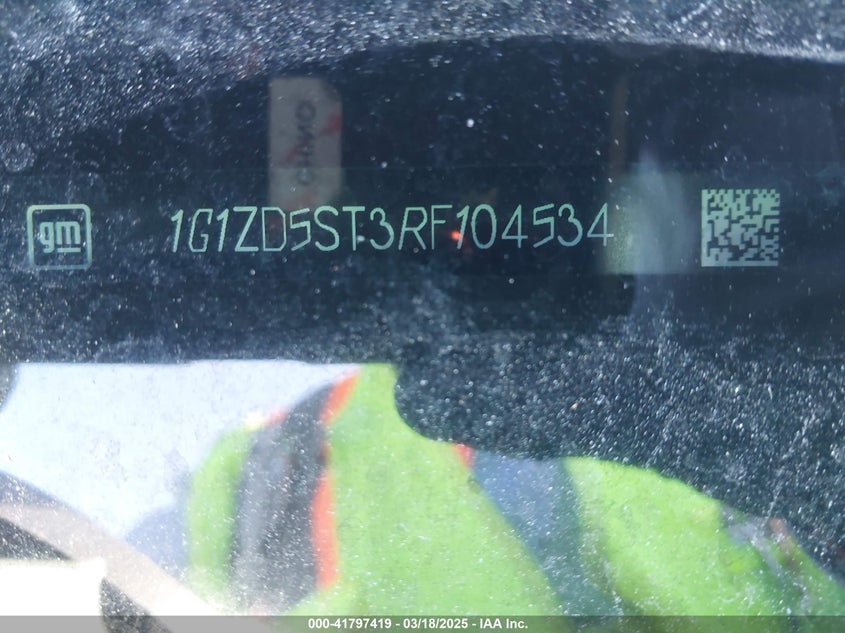 gm 1G1ZD5ST3RF104534
000-41797419 / 03/18/2025 - IAA Inc.